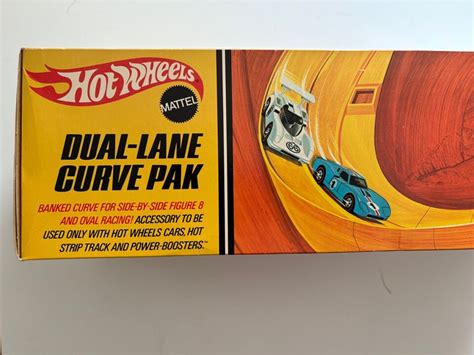 HOT WHEELS
MATTEL
DUAL-LANE
CURVE PAK
BANKED CURVE FOR SIDE-BY-SIDE FIGURE 8
AND OVAL RACING! ACCESSORY TO BE
USED ONLY WITH HOT WHEELS CARS, HOT
STRIP TRACK AND POWER-BOOSTERS.™